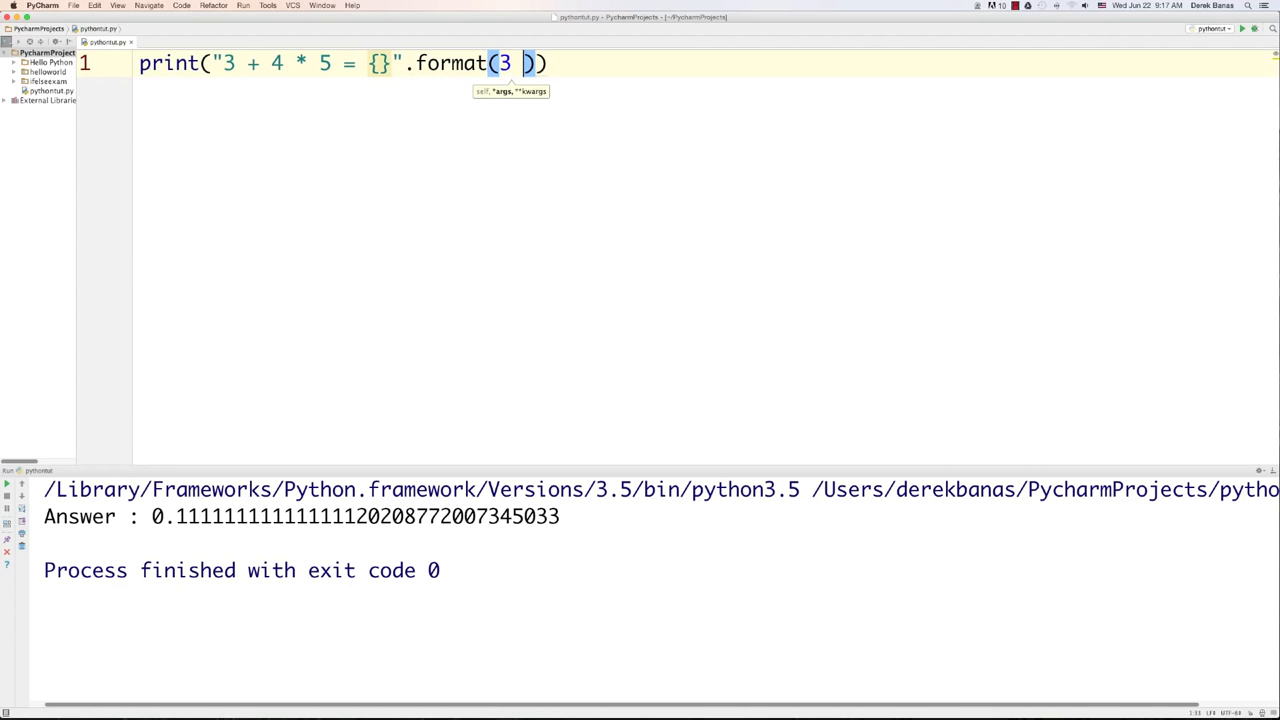 PyCharm File Edit View Navigate Code Refactor Run Tools VCS Window Help 10 Wed Jun 22 9:17 AM Derek Banas
pythontut.py - PycharmProjects - [~/PycharmProjects]
PycharmProjects pythontut.py pythontut
pythontut.py
PycharmProject
Hello Python
helloworld
ifelseexam
pythontut.py
External Librarie
1 print("3 + 4 * 5 = {}".format(3 ))
self, *args, **kwargs
Run pythontut
/Library/Frameworks/Python.framework/Versions/3.5/bin/python3.5 /Users/derekbanas/PycharmProjects/pytho
Answer : 0.11111111111111120208772007345033
Process finished with exit code 0
1:33 LF UTF-8